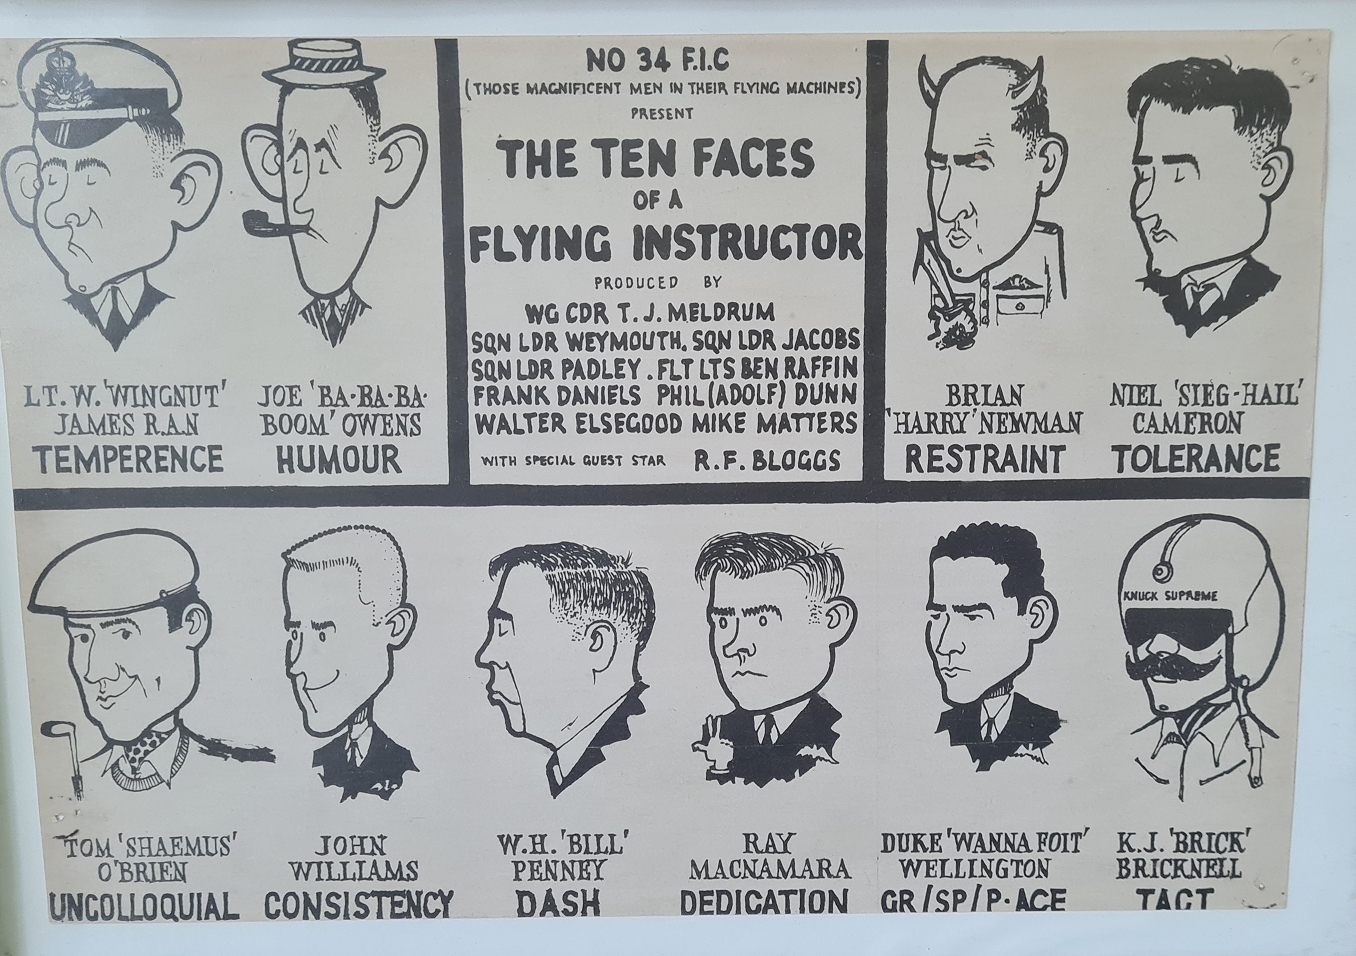 NO 34 F.I.C
(THOSE MAGNIFICENT MEN IN THEIR FLYING MACHINES)
PRESENT
THE TEN FACES
OF A
FLYING INSTRUCTOR
PRODUCED BY
WG CDR T. J. MELDRUM
SQN LDR WEYMOUTH. SQN LDR JACOBS
SQN LDR PADLEY. FLT LTS BEN RAFFIN
FRANK DANIELS PHIL (ADOLF) DUNN
WALTER ELSEGOOD MIKE MATTERS
WITH SPECIAL GUEST STAR R.F. BLOGGS
LT. W. 'WINGNUT'
JAMES R.A.N
TEMPERENCE
JOE 'BA·BA·BA·
BOOM' OWENS
HUMOUR
BRIAN
'HARRY' NEWMAN
RESTRAINT
NIEL 'SIEG-HAIL'
CAMERON
TOLERANCE
TOM 'SHAEMUS'
O'BRIEN
UNCOLLOQUIAL
JOHN
WILLIAMS
CONSISTENCY
W.H. 'BILL'
PENNEY
DASH
RAY
MACNAMARA
DEDICATION
DUKE 'WANNA FOIT'
WELLINGTON
GR/SP/P·ACE
KNUCK SUPREME
K.J. 'BRICK'
BRICKNELL
TACT